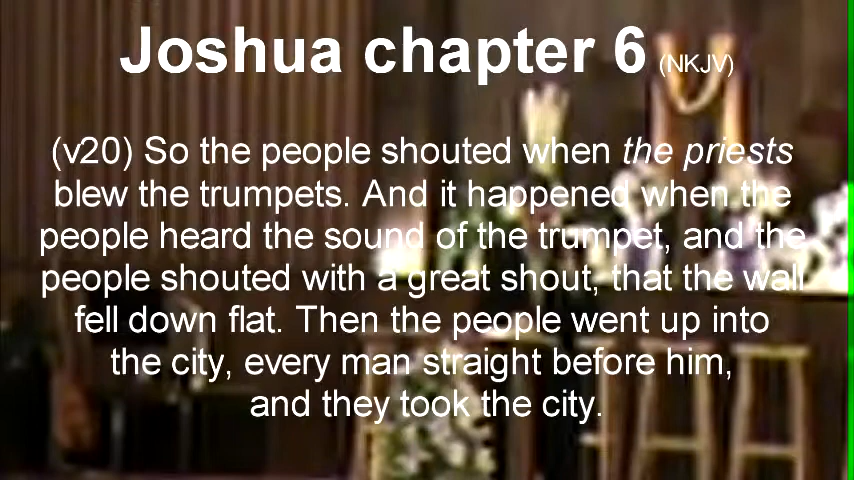 Joshua chapter 6 (NKJV)
(v20) So the people shouted when the priests
blew the trumpets. And it happened when the
people heard the sound of the trumpet, and the
people shouted with a great shout, that the wall
fell down flat. Then the people went up into
the city, every man straight before him,
and they took the city.